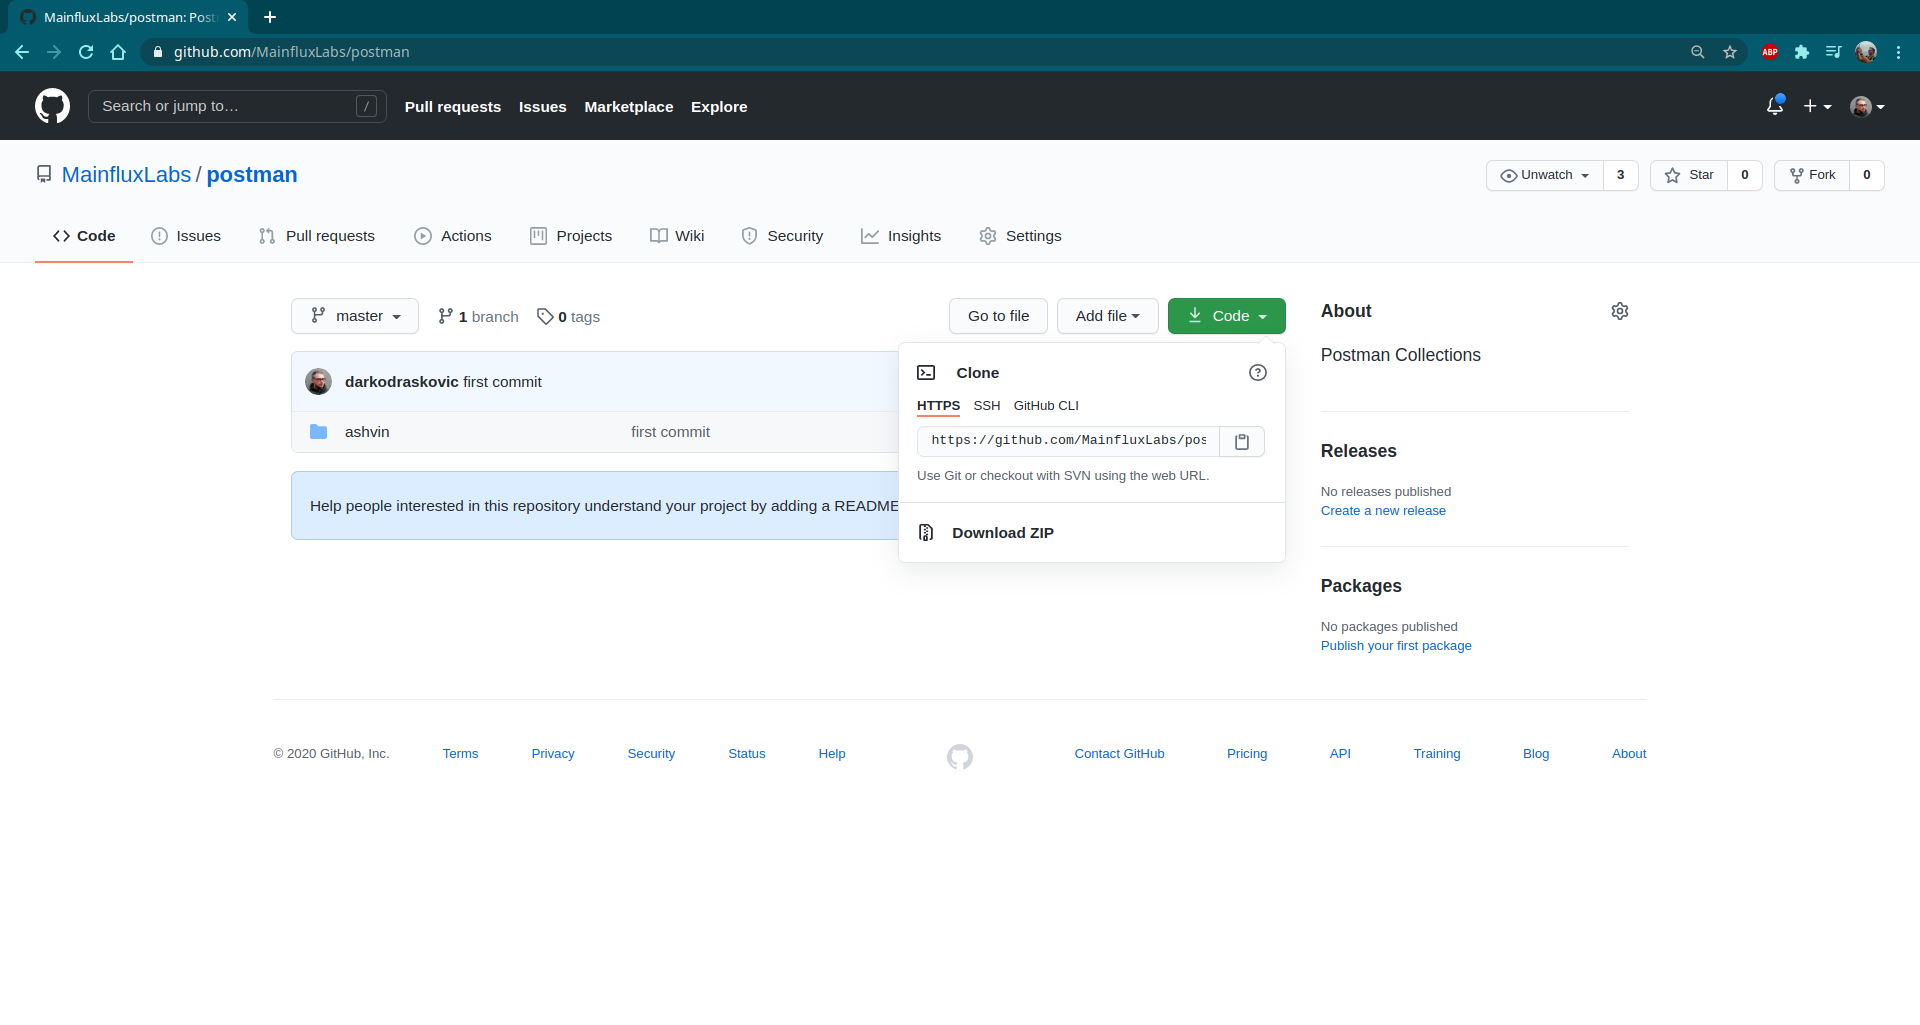 MainfluxLabs/postman: Post
github.com/MainfluxLabs/postman
ABP
Search or jump to…
/
Pull requests
Issues
Marketplace
Explore
MainfluxLabs / postman
Unwatch
3
Star
0
Fork
0
Code
Issues
Pull requests
Actions
Projects
Wiki
Security
Insights
Settings
master
1 branch
0 tags
Go to file
Add file
Code
darkodraskovic first commit
ashvin
first commit
Help people interested in this repository understand your project by adding a README
Clone
HTTPS
SSH
GitHub CLI
https://github.com/MainfluxLabs/pos
Use Git or checkout with SVN using the web URL.
Download ZIP
About
Postman Collections
Releases
No releases published
Create a new release
Packages
No packages published
Publish your first package
© 2020 GitHub, Inc.
Terms
Privacy
Security
Status
Help
Contact GitHub
Pricing
API
Training
Blog
About